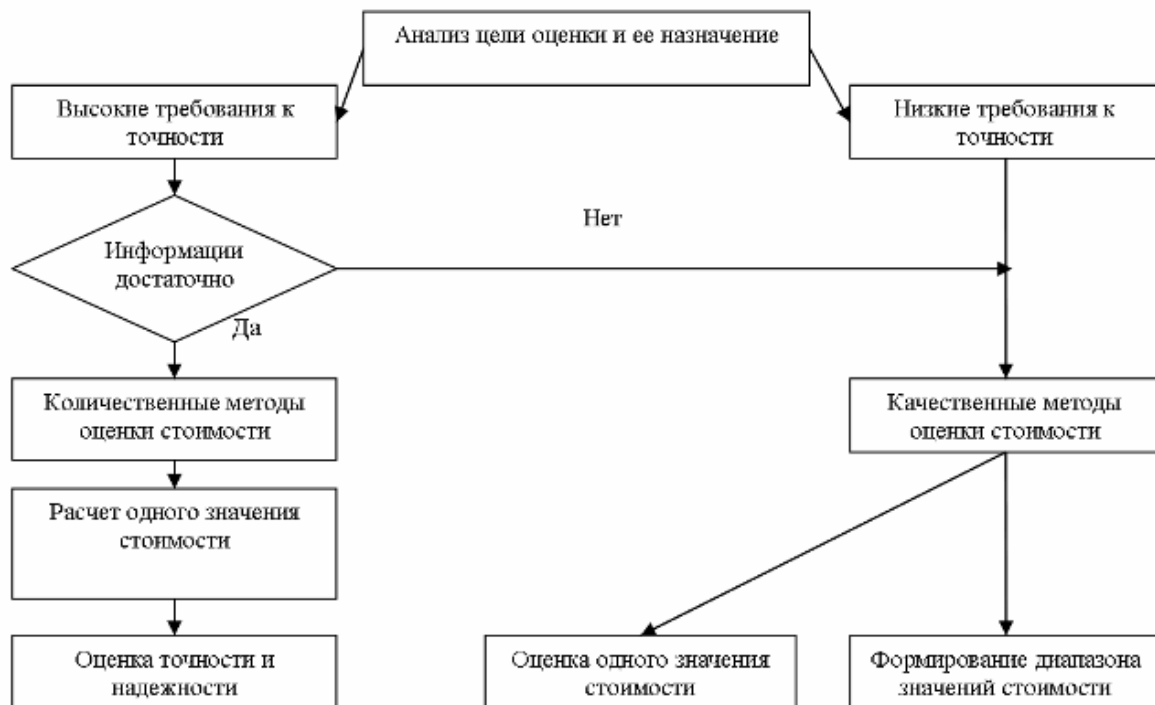 Анализ цели оценки и ее назначение
Высокие требования к
точности
Низкие требования к
точности
Нет
Информации
достаточно
Да
Количественные методы
оценки стоимости
Качественные методы
оценки стоимости
Расчет одного значения
стоимости
Оценка точности и
надежности
Оценка одного значения
стоимости
Формирование диапазона
значений стоимости